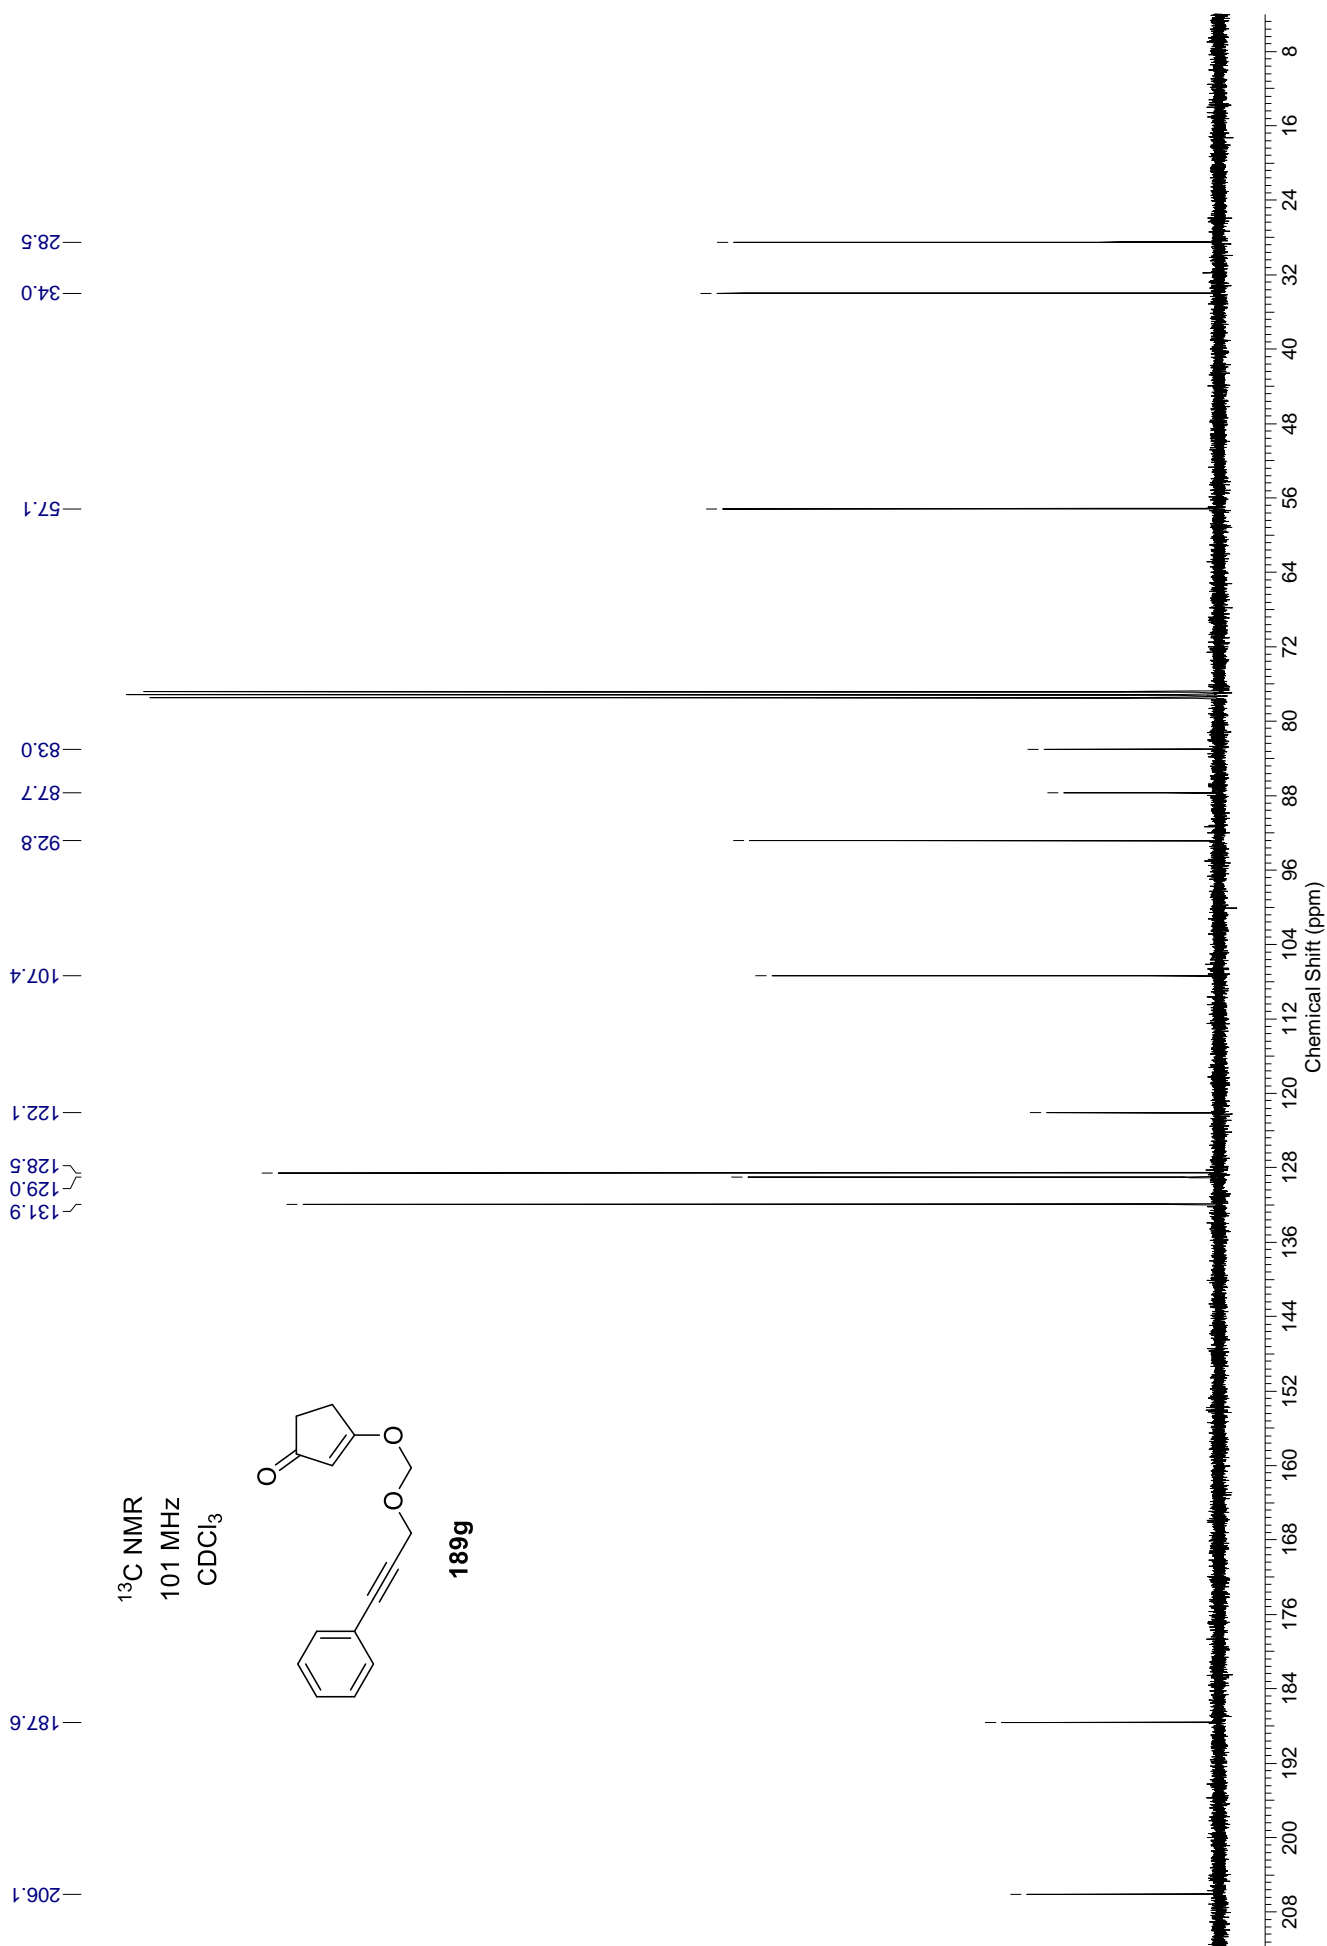 ¹³C NMR
101 MHz
CDCl₃
O
O
O
189g
206.1
187.6
131.9
129.0
128.5
122.1
107.4
92.8
87.7
83.0
57.1
34.0
28.5
208 200 192 184 176 168 160 152 144 136 128 120 112 104 96 88 80 72 64 56 48 40 32 24 16 8
Chemical Shift (ppm)